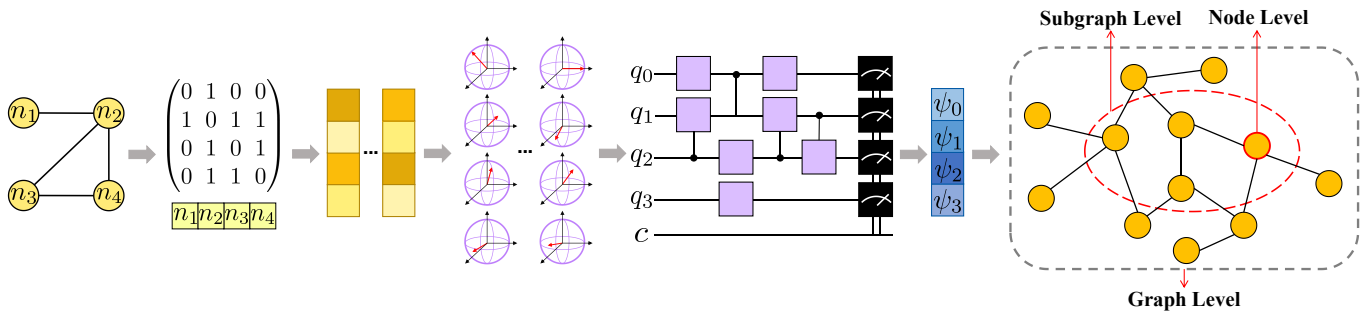 n1 n2
n3 n4
0 1 0 0
1 0 1 1
0 1 0 1
0 1 1 0
n1 n2 n3 n4
...
...
q0
q1
q2
q3
c
ψ0
ψ1
ψ2
ψ3
Subgraph Level
Node Level
Graph Level